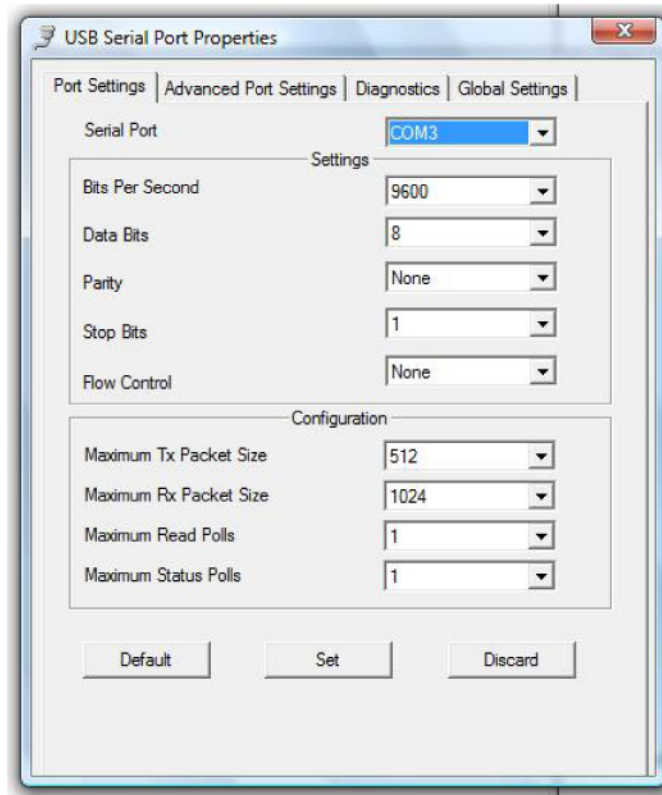 USB Serial Port Properties
Port Settings Advanced Port Settings Diagnostics Global Settings
Serial Port COM3
Settings
Bits Per Second 9600
Data Bits 8
Parity None
Stop Bits 1
Flow Control None
Configuration
Maximum Tx Packet Size 512
Maximum Rx Packet Size 1024
Maximum Read Polls 1
Maximum Status Polls 1
Default Set Discard